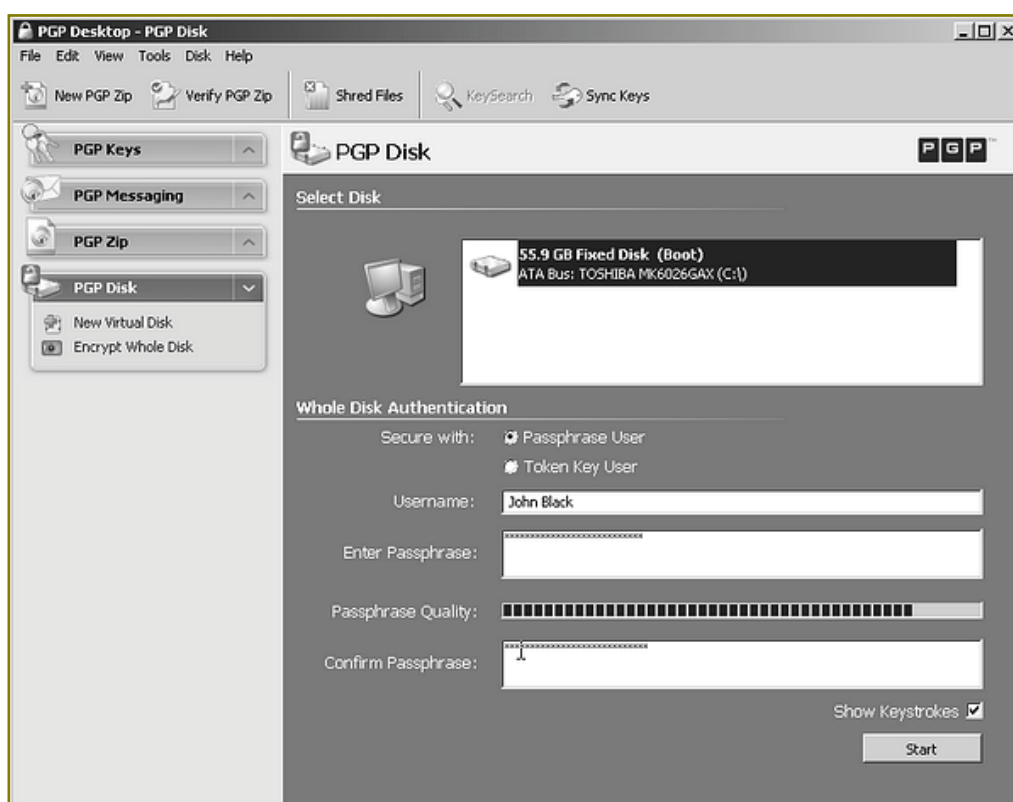 PGP Desktop - PGP Disk
File Edit View Tools Disk Help
New PGP Zip Verify PGP Zip Shred Files KeySearch Sync Keys
PGP Keys
PGP Messaging
PGP Zip
PGP Disk
New Virtual Disk
Encrypt Whole Disk
PGP Disk PGP
Select Disk
55.9 GB Fixed Disk (Boot)
ATA Bus: TOSHIBA MK6026GAX (C:\)
Whole Disk Authentication
Secure with: Passphrase User
Token Key User
Username: John Black
Enter Passphrase:
Passphrase Quality:
Confirm Passphrase:
Show Keystrokes
Start